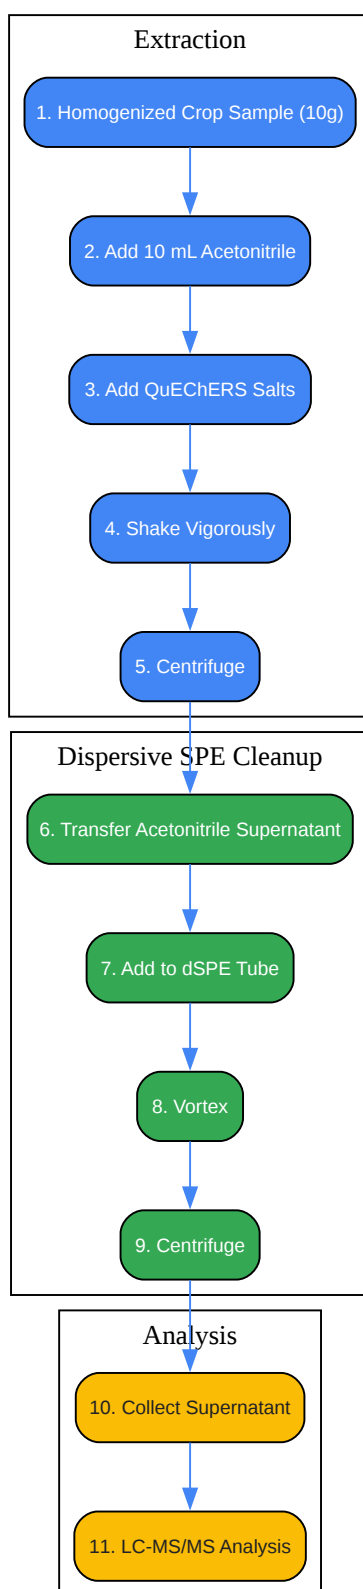 Extraction
1. Homogenized Crop Sample (10g)
2. Add 10 mL Acetonitrile
3. Add QuEChERS Salts
4. Shake Vigorously
5. Centrifuge
Dispersive SPE Cleanup
6. Transfer Acetonitrile Supernatant
7. Add to dSPE Tube
8. Vortex
9. Centrifuge
Analysis
10. Collect Supernatant
11. LC-MS/MS Analysis